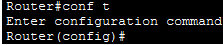 Router#conf t
Enter configuration command
Router(config)#